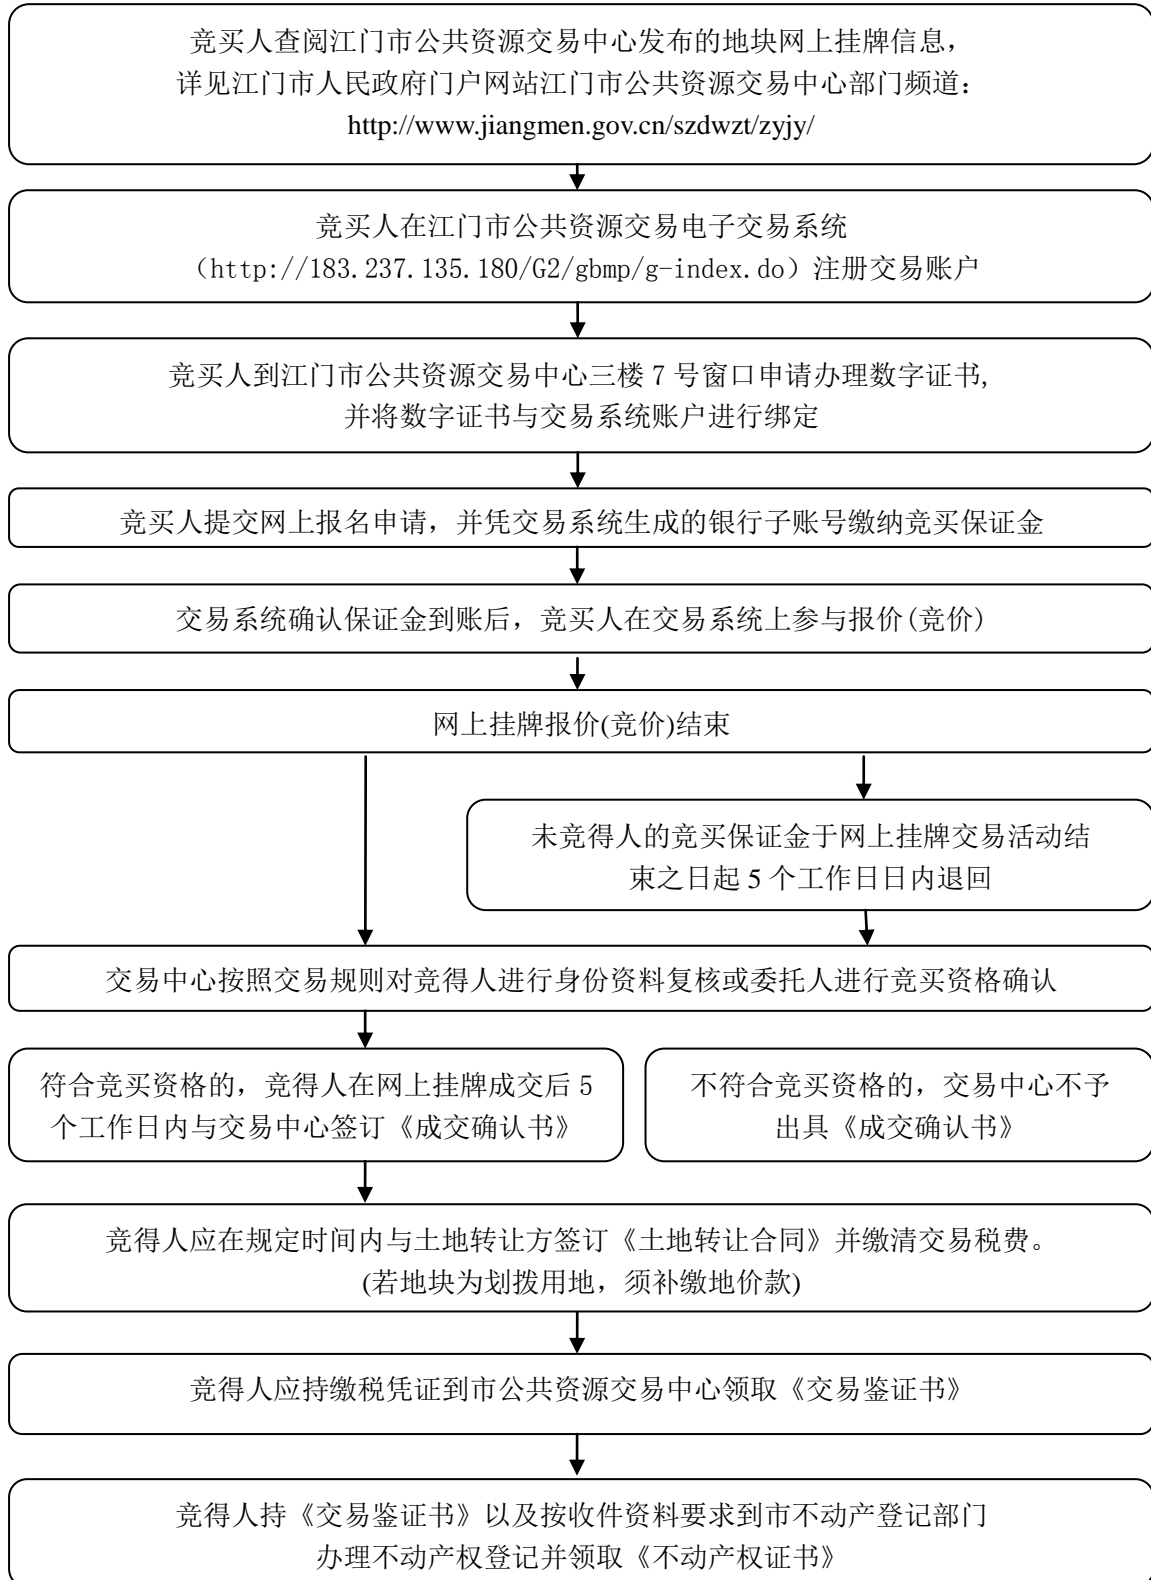 竞买人查阅江门市公共资源交易中心发布的地块网上挂牌信息，
详见江门市人民政府门户网站江门市公共资源交易中心部门频道：
http://www.jiangmen.gov.cn/szdwzt/zyjy/
竞买人在江门市公共资源交易电子交易系统
（http://183.237.135.180/G2/gbmp/g-index.do）注册交易账户
竞买人到江门市公共资源交易中心三楼 7 号窗口申请办理数字证书,
并将数字证书与交易系统账户进行绑定
竞买人提交网上报名申请，并凭交易系统生成的银行子账号缴纳竞买保证金
交易系统确认保证金到账后，竞买人在交易系统上参与报价(竞价)
网上挂牌报价(竞价)结束
未竞得人的竞买保证金于网上挂牌交易活动结
束之日起 5 个工作日日内退回
交易中心按照交易规则对竞得人进行身份资料复核或委托人进行竞买资格确认
符合竞买资格的，竞得人在网上挂牌成交后 5
个工作日内与交易中心签订《成交确认书》
不符合竞买资格的，交易中心不予
出具《成交确认书》
竞得人应在规定时间内与土地转让方签订《土地转让合同》并缴清交易税费。
(若地块为划拨用地，须补缴地价款)
竞得人应持缴税凭证到市公共资源交易中心领取《交易鉴证书》
竞得人持《交易鉴证书》以及按收件资料要求到市不动产登记部门
办理不动产权登记并领取《不动产权证书》